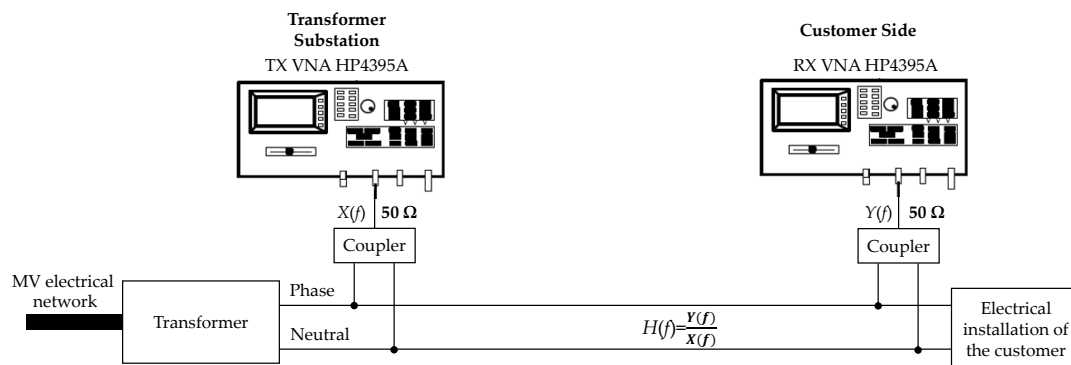 Transformer
Substation
TX VNA HP4395A
Customer Side
RX VNA HP4395A
X(f) 50 Ω
Y(f) 50 Ω
Coupler
Coupler
MV electrical
network
Transformer
Phase
Neutral
H(f)=Y(f)/X(f)
Electrical
installation of
the customer